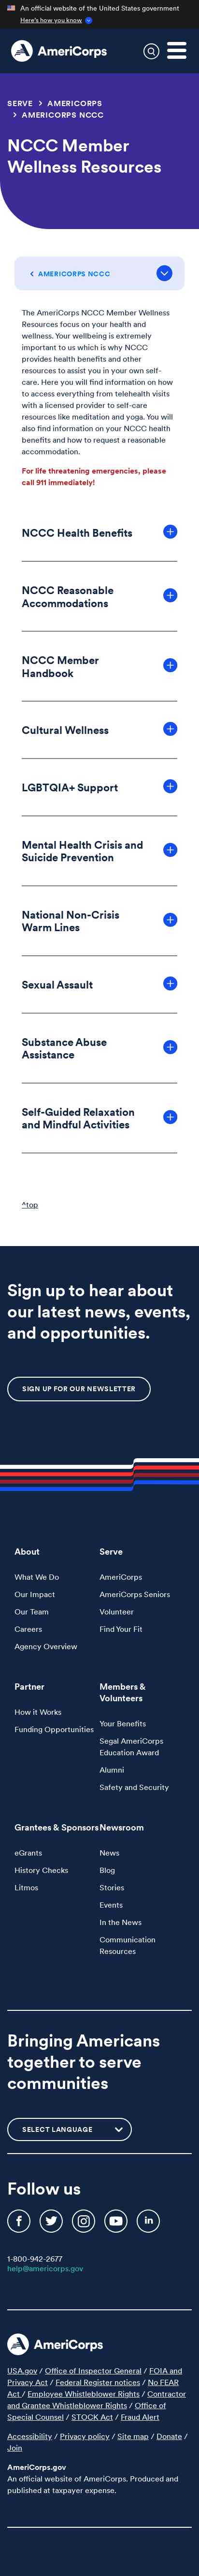 An official website of the United States government
Here's how you know
AmeriCorps
SERVE > AMERICORPS
> AMERICORPS NCCC
NCCC Member
Wellness Resources
< AMERICORPS NCCC
The AmeriCorps NCCC Member Wellness
Resources focus on your health and
wellness. Your wellbeing is extremely
important to us which is why NCCC
provides health benefits and other
resources to assist you in your own self-
care. Here you will find information on how
to access everything from telehealth visits
with a licensed provider to self-care
resources like meditation and yoga. You will
also find information on your NCCC health
benefits and how to request a reasonable
accommodation.
For life threatening emergencies, please
call 911 immediately!
NCCC Health Benefits
NCCC Reasonable
Accommodations
NCCC Member
Handbook
Cultural Wellness
LGBTQIA+ Support
Mental Health Crisis and
Suicide Prevention
National Non-Crisis
Warm Lines
Sexual Assault
Substance Abuse
Assistance
Self-Guided Relaxation
and Mindful Activities
^top
Sign up to hear about
our latest news, events,
and opportunities.
SIGN UP FOR OUR NEWSLETTER
About
What We Do
Our Impact
Our Team
Careers
Agency Overview
Serve
AmeriCorps
AmeriCorps Seniors
Volunteer
Find Your Fit
Partner
How it Works
Funding Opportunities
Members &
Volunteers
Your Benefits
Segal AmeriCorps
Education Award
Alumni
Safety and Security
Grantees & Sponsors
eGrants
History Checks
Litmos
Newsroom
News
Blog
Stories
Events
In the News
Communication
Resources
Bringing Americans
together to serve
communities
SELECT LANGUAGE
Follow us
1-800-942-2677
help@americorps.gov
AmeriCorps
USA.gov / Office of Inspector General / FOIA and
Privacy Act / Federal Register notices / No FEAR
Act / Employee Whistleblower Rights / Contractor
and Grantee Whistleblower Rights / Office of
Special Counsel / STOCK Act / Fraud Alert
Accessibility / Privacy policy / Site map / Donate /
Join
AmeriCorps.gov
An official website of AmeriCorps. Produced and
published at taxpayer expense.